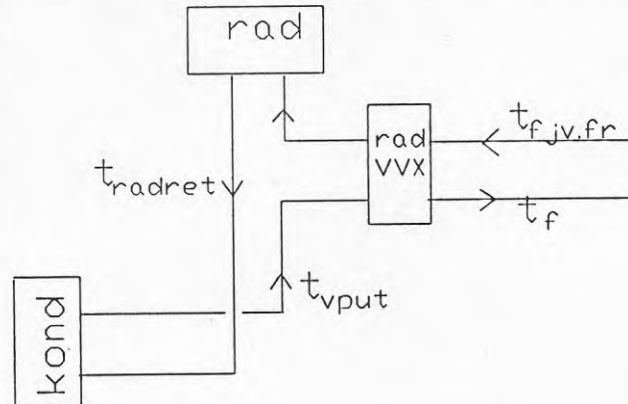 rad
t_fjv.fr
rad
VVX
t_radret
t_f
t_vput
kond